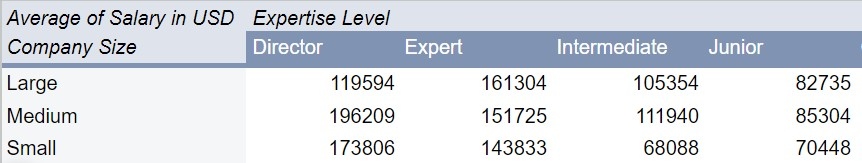 Average of Salary in USD Expertise Level
Company Size Director Expert Intermediate Junior
Large 119594 161304 105354 82735
Medium 196209 151725 111940 85304
Small 173806 143833 68088 70448